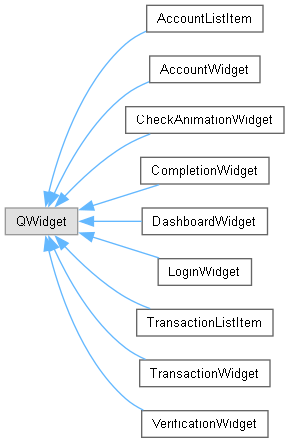 AccountListItem
AccountWidget
CheckAnimationWidget
CompletionWidget
QWidget
DashboardWidget
LoginWidget
TransactionListItem
TransactionWidget
VerificationWidget